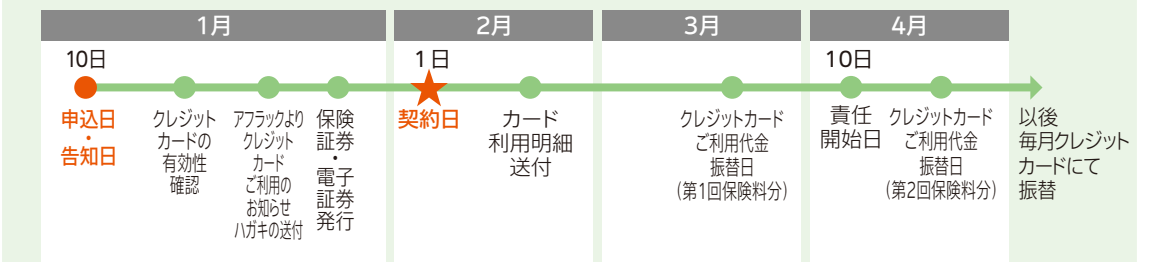 1月
2月
3月
4月
10日
1日
10日
申込日
・
告知日
クレジット
カードの
有効性
確認
アフラックより
クレジット
カード
ご利用の
お知らせ
ハガキの送付
保険
証券
・
電子
証券
発行
契約日
カード
利用明細
送付
クレジットカード
ご利用代金
振替日
(第1回保険料分)
責任
開始日
クレジットカード
ご利用代金
振替日
(第2回保険料分)
以後
毎月クレジット
カードにて
振替